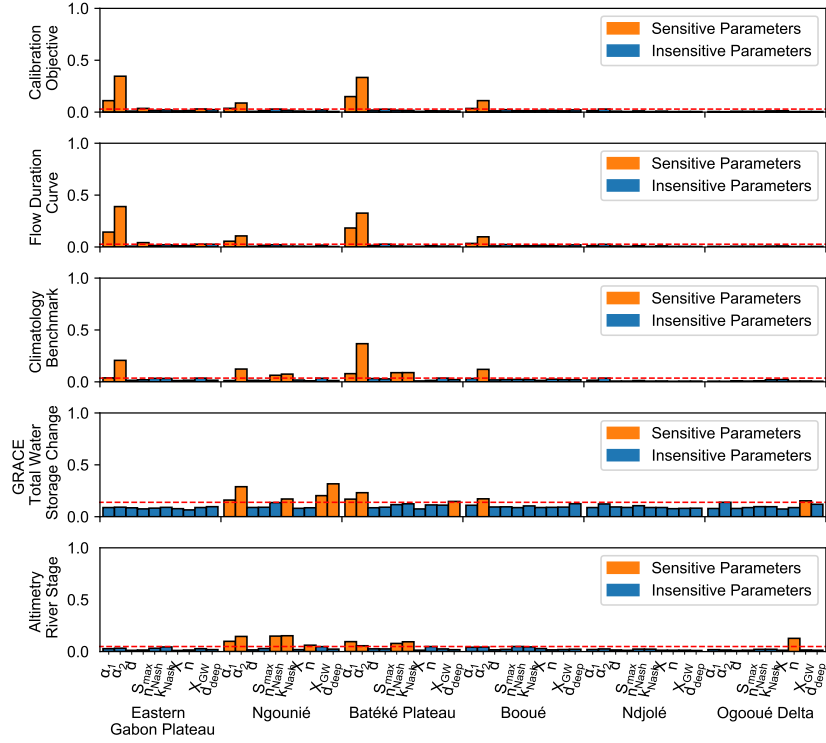 1.0
0.5
0.0
Calibration
Objective
Sensitive Parameters
Insensitive Parameters
1.0
0.5
0.0
Flow Duration
Curve
Sensitive Parameters
Insensitive Parameters
1.0
0.5
0.0
Climatology
Benchmark
Sensitive Parameters
Insensitive Parameters
1.0
0.5
0.0
GRACE
Total Water
Storage Change
Sensitive Parameters
Insensitive Parameters
1.0
0.5
0.0
Altimetry
River Stage
Sensitive Parameters
Insensitive Parameters
α1 α2 d Smax nNash kNash X n XGW ddeep
α1 α2 d Smax nNash kNash X n XGW ddeep
α1 α2 d Smax nNash kNash X n XGW ddeep
α1 α2 d Smax nNash kNash X n XGW ddeep
α1 α2 d Smax nNash kNash X n XGW ddeep
α1 α2 d Smax nNash kNash X n XGW ddeep
Eastern
Gabon Plateau
Ngounié
Batéké Plateau
Booué
Ndjolé
Ogooué Delta